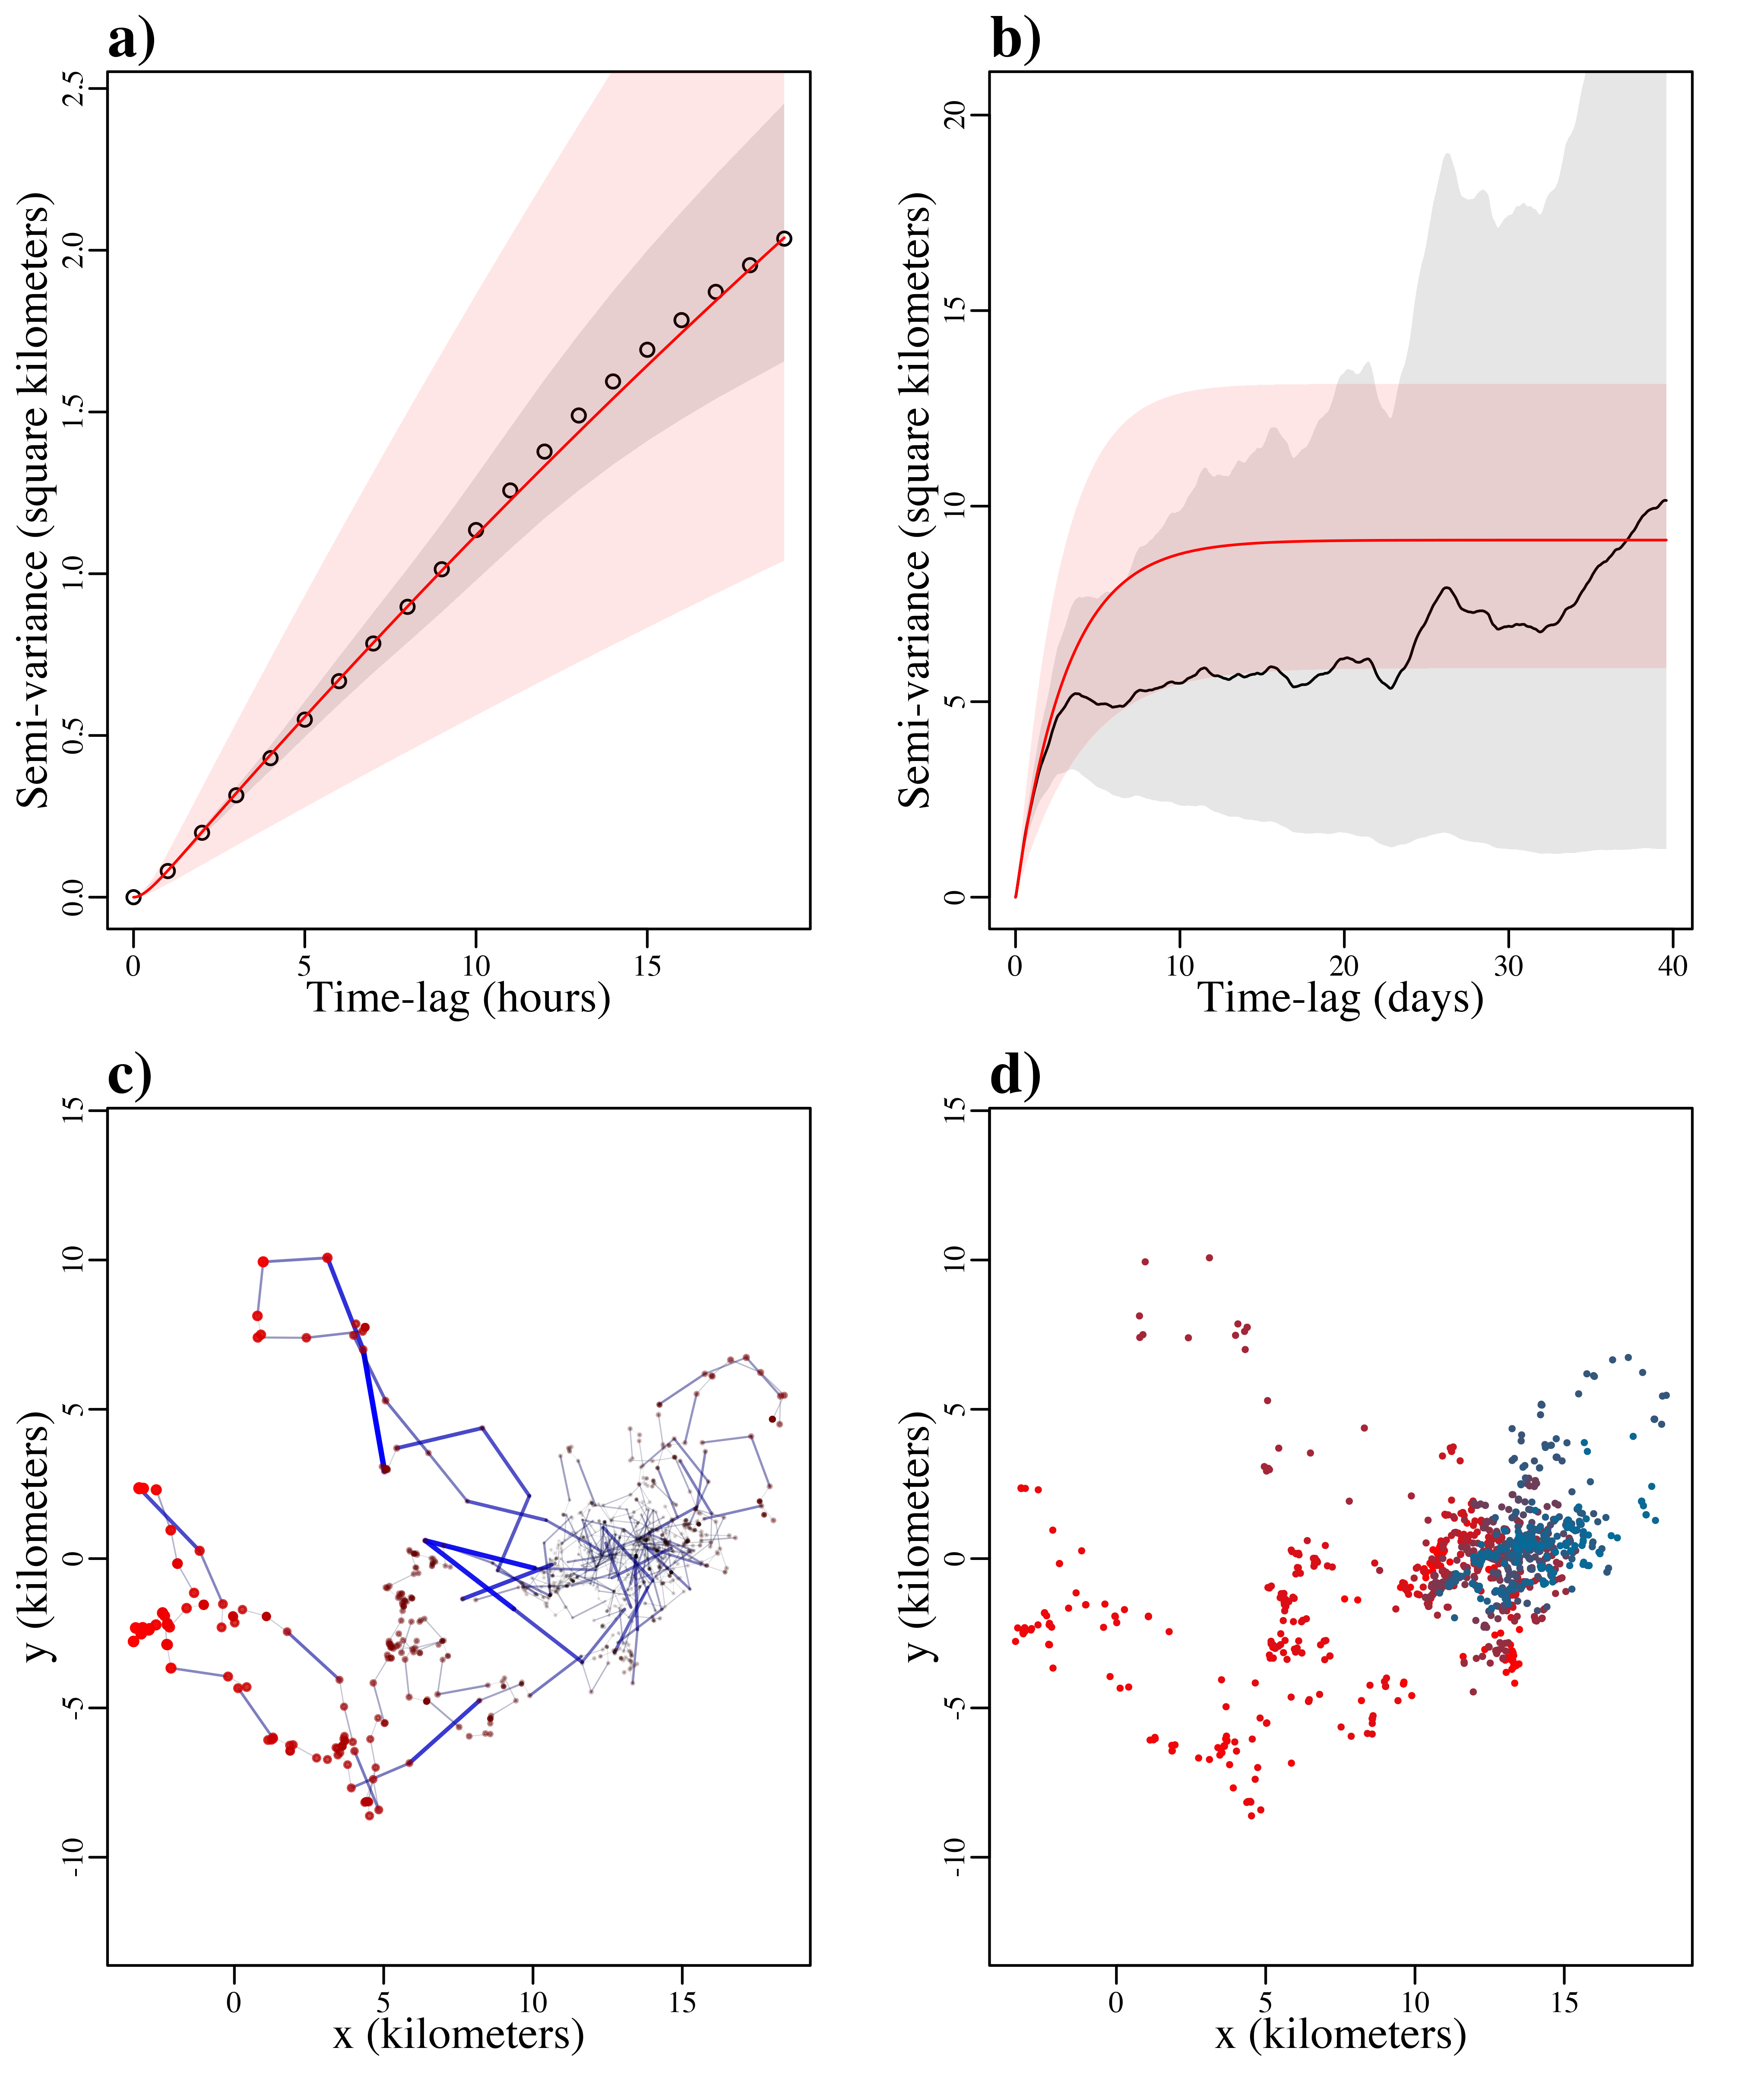 a)
Semi-variance (square kilometers)
0.0 0.5 1.0 1.5 2.0 2.5
0 5 10 15
Time-lag (hours)
b)
Semi-variance (square kilometers)
0 5 10 15 20
0 10 20 30 40
Time-lag (days)
c)
y (kilometers)
-10 -5 0 5 10 15
0 5 10 15
x (kilometers)
d)
y (kilometers)
-10 -5 0 5 10 15
0 5 10 15
x (kilometers)